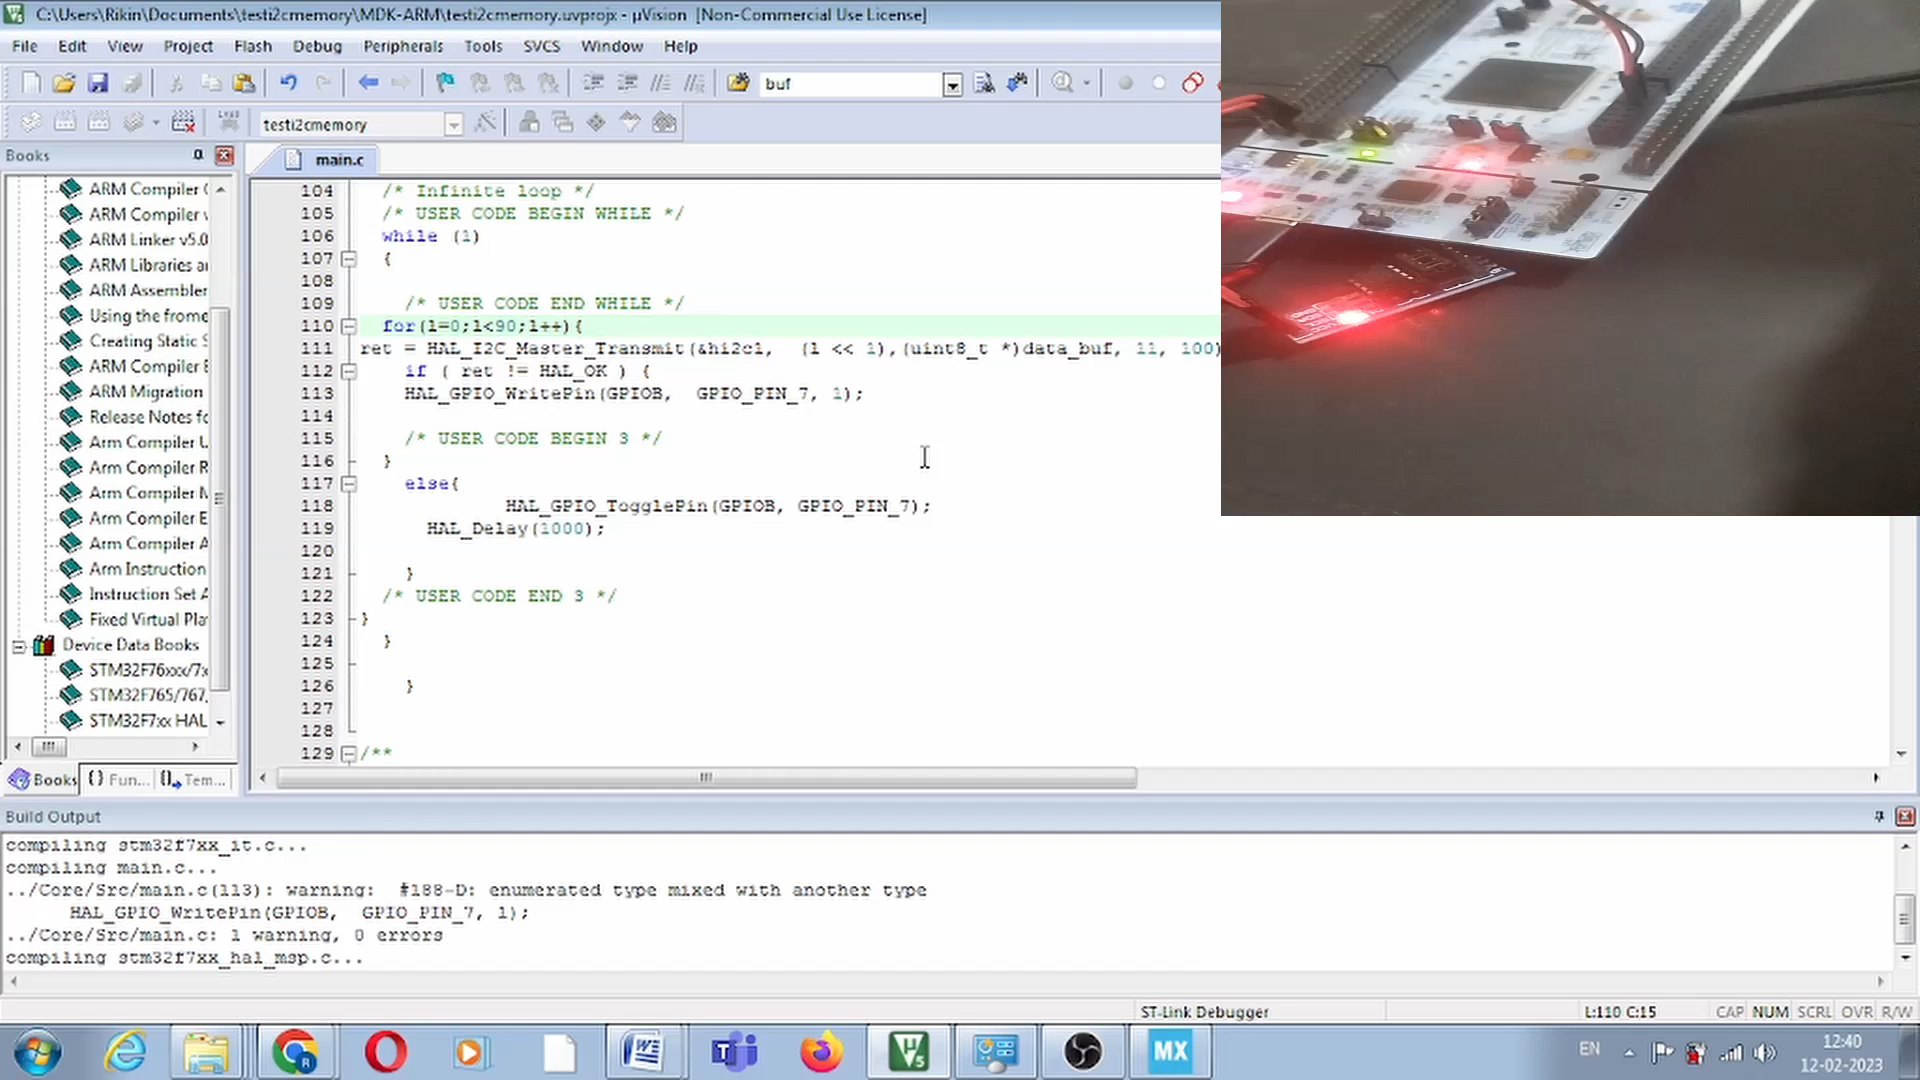 C:\Users\Rikin\Documents\testi2cmemory\MDK-ARM\testi2cmemory.uvprojx - µVision [Non-Commercial Use License]
File Edit View Project Flash Debug Peripherals Tools SVCS Window Help
buf
testi2cmemory
Books
main.c
ARM Compiler
ARM Compiler v
ARM Linker v5.0
ARM Libraries
ARM Assembler
Using the frome
Creating Static S
ARM Compiler E
ARM Migration
Release Notes fo
Arm Compiler U
Arm Compiler R
Arm Compiler
Arm Compiler E
Arm Compiler
Arm Instruction
Instruction Set
Fixed Virtual Pla
Device Data Books
STM32F76xxx/7x
STM32F765/767,
STM32F7xx HAL
Books {} Fun... Tem...
104 /* Infinite loop */
105 /* USER CODE BEGIN WHILE */
106 while (1)
107 {
108
109 /* USER CODE END WHILE */
110 for(l=0;l<90;l++){
111 ret = HAL_I2C_Master_Transmit(&hi2c1, (l << 1),(uint8_t *)data_buf, 11, 100)
112 if ( ret != HAL_OK ) {
113 HAL_GPIO_WritePin(GPIOB, GPIO_PIN_7, 1);
114
115 /* USER CODE BEGIN 3 */
116 }
117 else{
118 HAL_GPIO_TogglePin(GPIOB, GPIO_PIN_7);
119 HAL_Delay(1000);
120
121 }
122 /* USER CODE END 3 */
123 }
124 }
125
126 }
127
128
129 /**
Build Output
compiling stm32f7xx_it.c...
compiling main.c...
../Core/Src/main.c(113): warning:  #188-D: enumerated type mixed with another type
HAL_GPIO_WritePin(GPIOB, GPIO_PIN_7, 1);
../Core/Src/main.c: 1 warning, 0 errors
compiling stm32f7xx_hal_msp.c...
ST-Link Debugger L:110 C:15 CAP NUM SCRL OVR R/W
MX
EN
12:40
12-02-2023